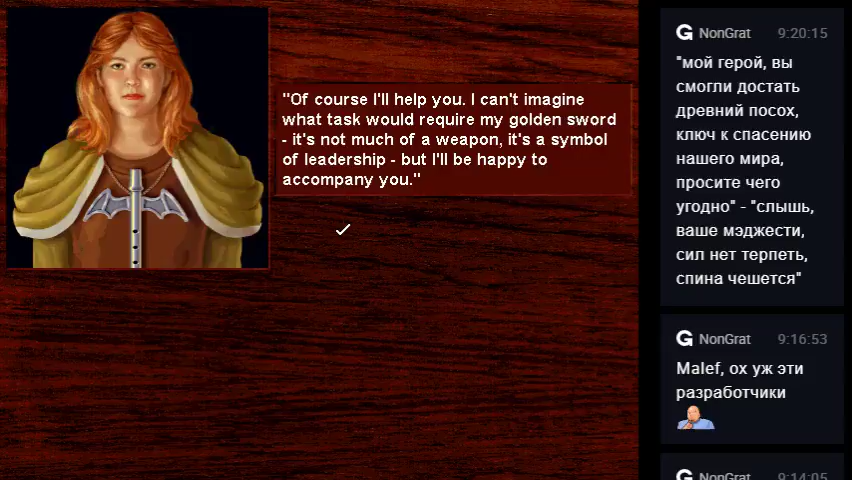 "Of course I'll help you. I can't imagine
what task would require my golden sword
- it's not much of a weapon, it's a symbol
of leadership - but I'll be happy to
accompany you."
NonGrat 9:20:15
"мой герой, вы
смогли достать
древний посох,
ключ к спасению
нашего мира,
просите чего
угодно" - "слышь,
ваше мэджести,
сил нет терпеть,
спина чешется"
NonGrat 9:16:53
Malef, ох уж эти
разработчики
NonGrat 9:14:05